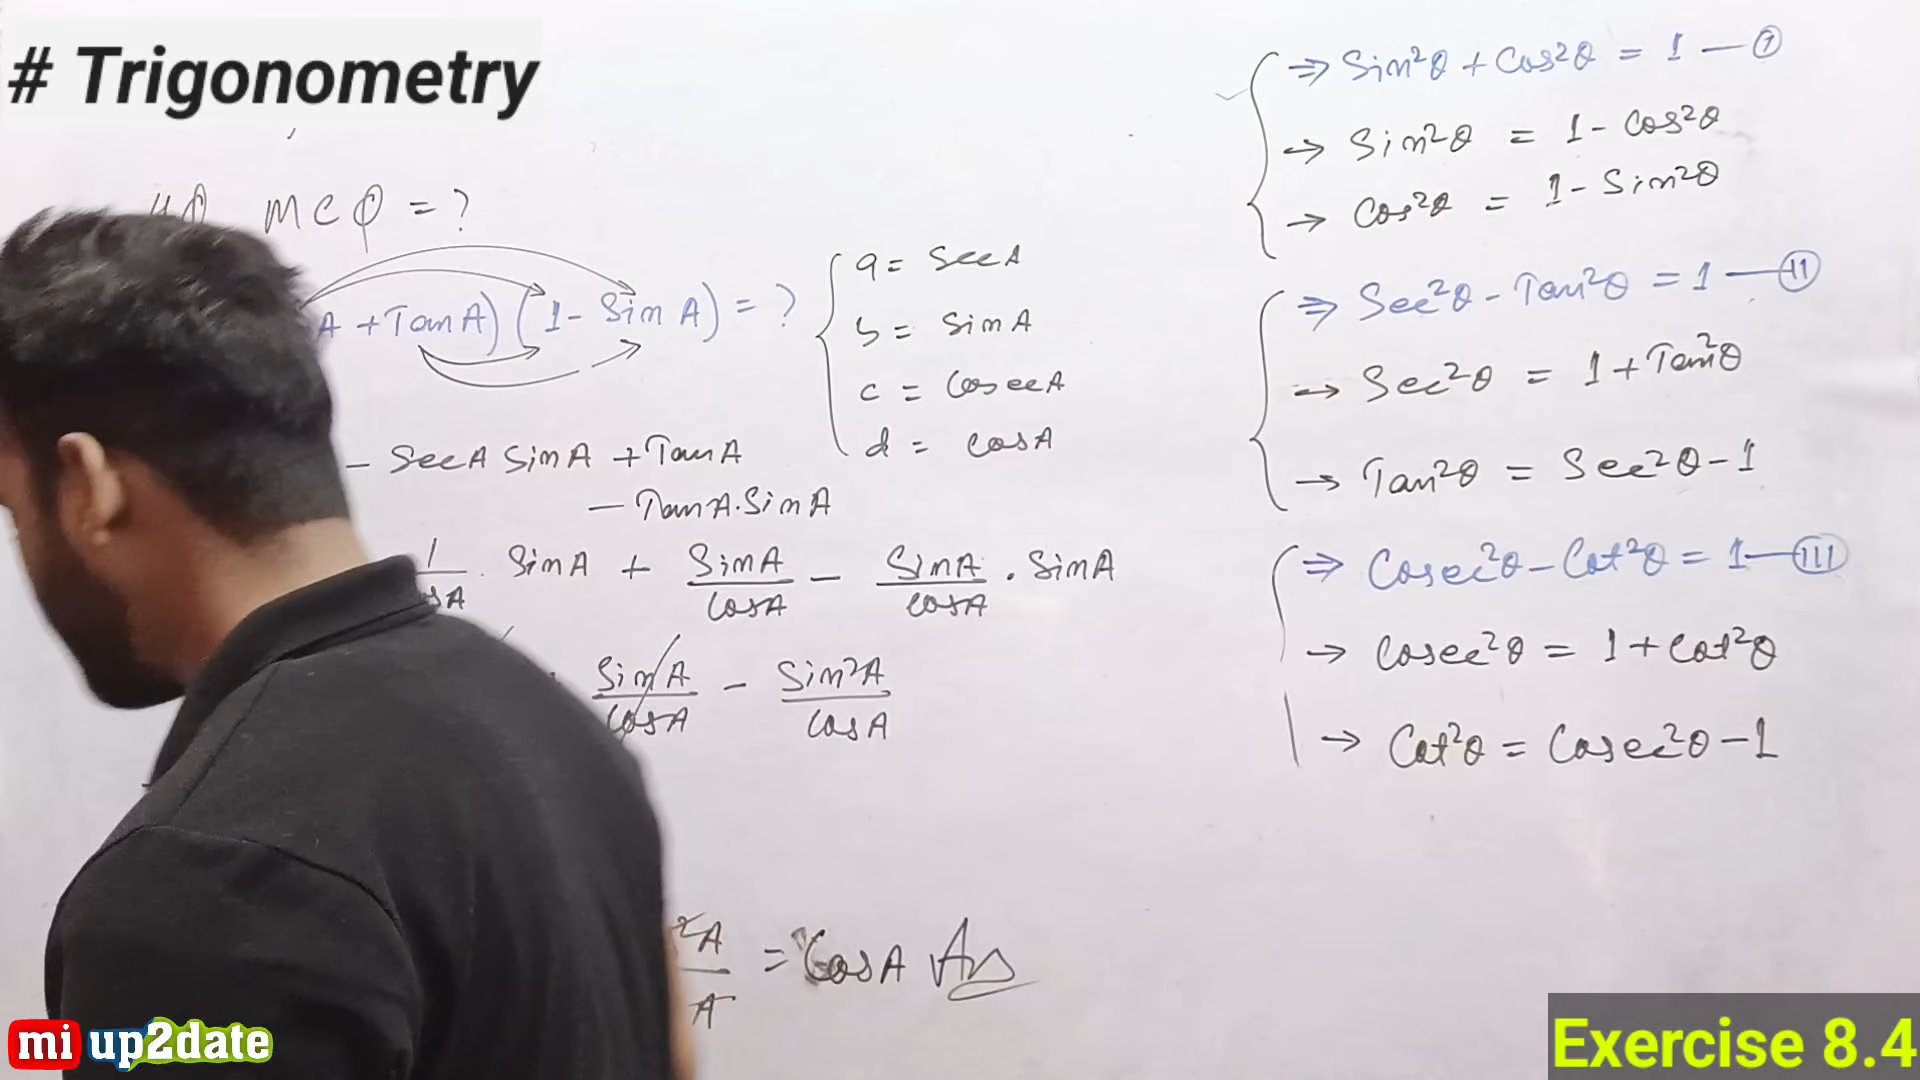 # Trigonometry
MCQ = ?
A + Tan A) (1 - Sin A) = ?
a = Sec A
b = Sin A
c = Cosec A
d = Cos A
- Sec A Sin A + Tan A
- Tan A . Sin A
1/ . Sin A + Sin A/Cos A - Sin A/Cos A . Sin A
Sin A/Cos A - Sin²A/Cos A
²A/A = Cos A Ans
⇒ Sin²θ + Cos²θ = 1 — Ⓘ
→ Sin²θ = 1 - Cos²θ
→ Cos²θ = 1 - Sin²θ
⇒ Sec²θ - Tan²θ = 1 — II
→ Sec²θ = 1 + Tan²θ
→ Tan²θ = Sec²θ - 1
⇒ Cosec²θ - Cot²θ = 1 — III
→ Cosec²θ = 1 + Cot²θ
→ Cot²θ = Cosec²θ - 1
mi up2date
Exercise 8.4